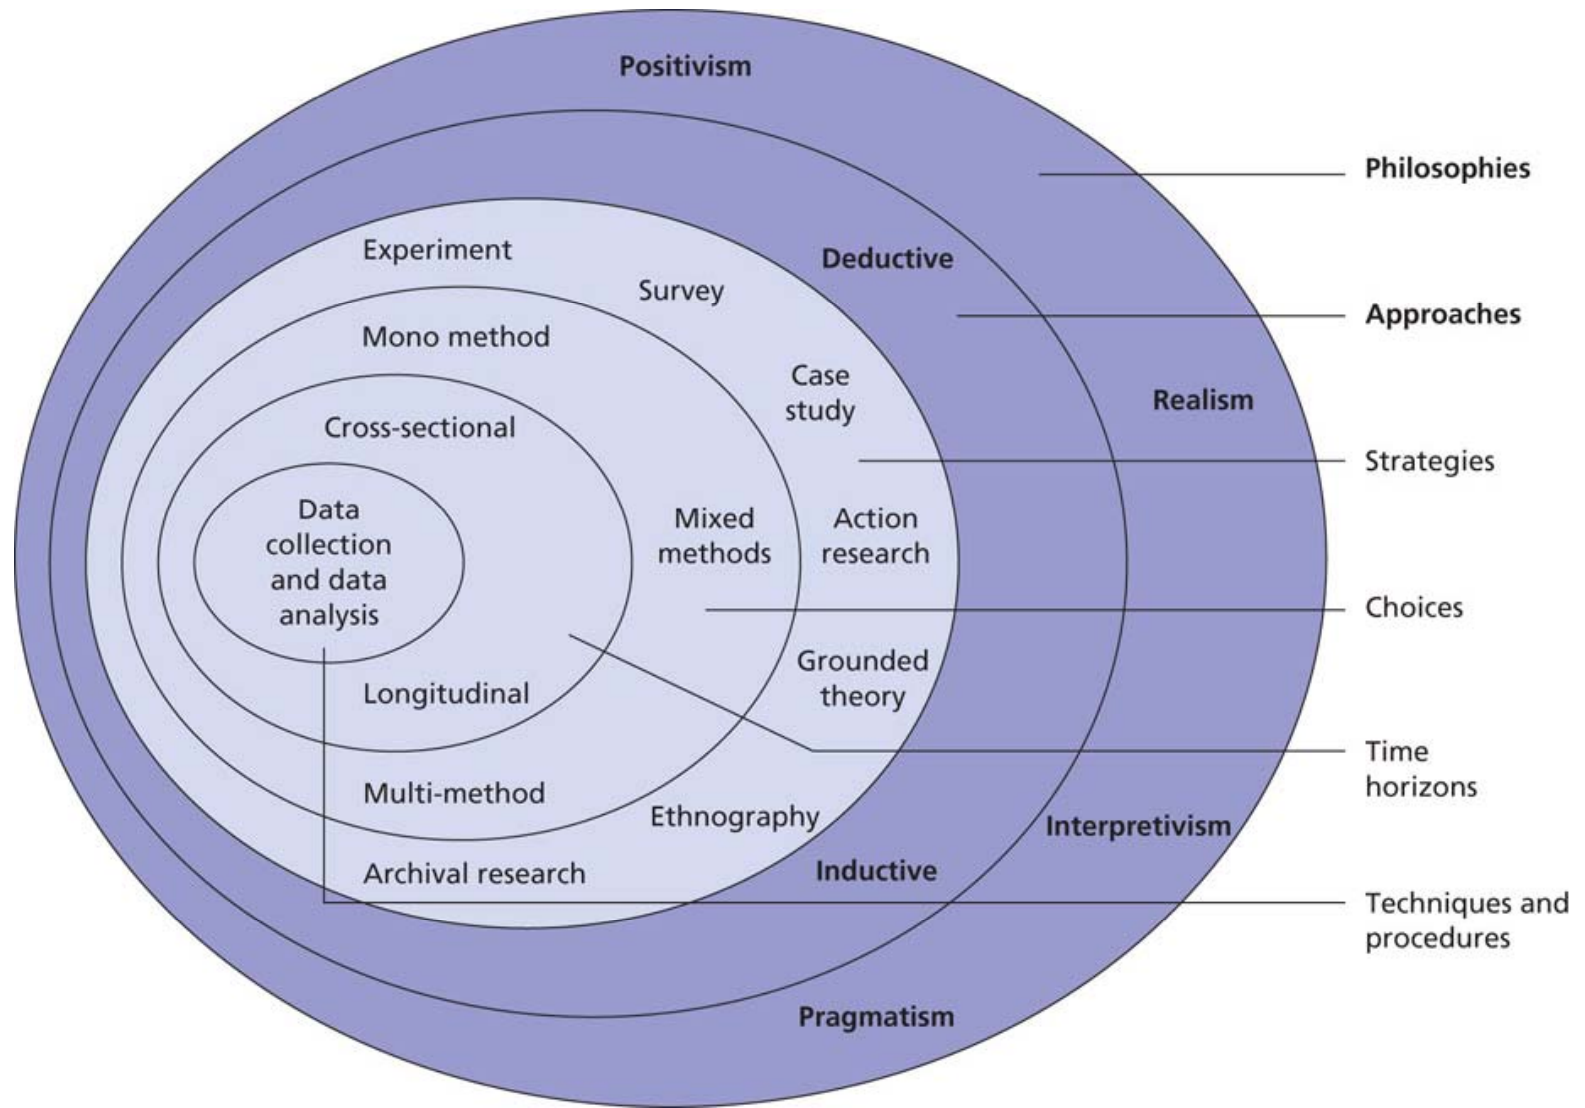 Positivism
Philosophies
Deductive
Approaches
Experiment
Survey
Mono method
Case
study
Realism
Cross-sectional
Strategies
Data
collection
and data
analysis
Mixed
methods
Action
research
Choices
Grounded
theory
Longitudinal
Time
horizons
Multi-method
Ethnography
Interpretivism
Archival research
Inductive
Techniques and
procedures
Pragmatism